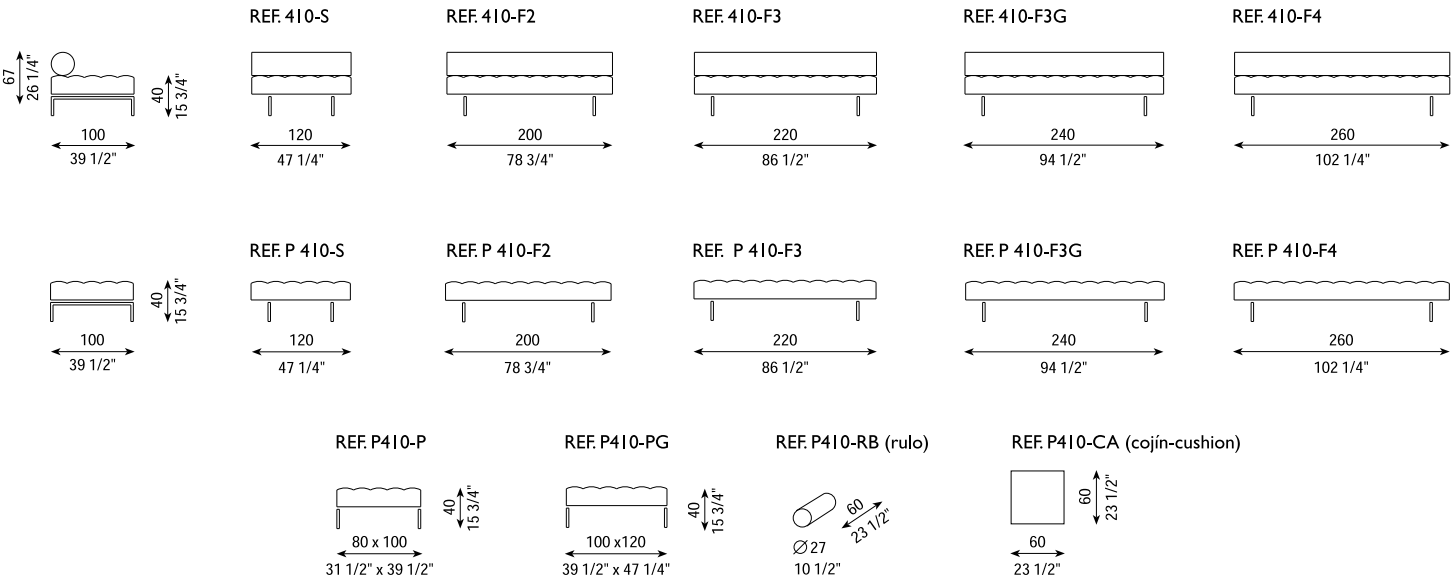 REF. 410-S
REF. 410-F2
REF. 410-F3
REF. 410-F3G
REF. 410-F4
67
26 1/4"
40
15 3/4"
100
39 1/2"
120
47 1/4"
200
78 3/4"
220
86 1/2"
240
94 1/2"
260
102 1/4"
REF. P 410-S
REF. P 410-F2
REF. P 410-F3
REF. P 410-F3G
REF. P 410-F4
40
15 3/4"
100
39 1/2"
120
47 1/4"
200
78 3/4"
220
86 1/2"
240
94 1/2"
260
102 1/4"
REF. P410-P
REF. P410-PG
REF. P410-RB (rulo)
REF. P410-CA (cojín-cushion)
40
15 3/4"
80 x 100
31 1/2" x 39 1/2"
40
15 3/4"
100 x120
39 1/2" x 47 1/4"
60
23 1/2"
∅ 27
10 1/2"
60
23 1/2"
60
23 1/2"